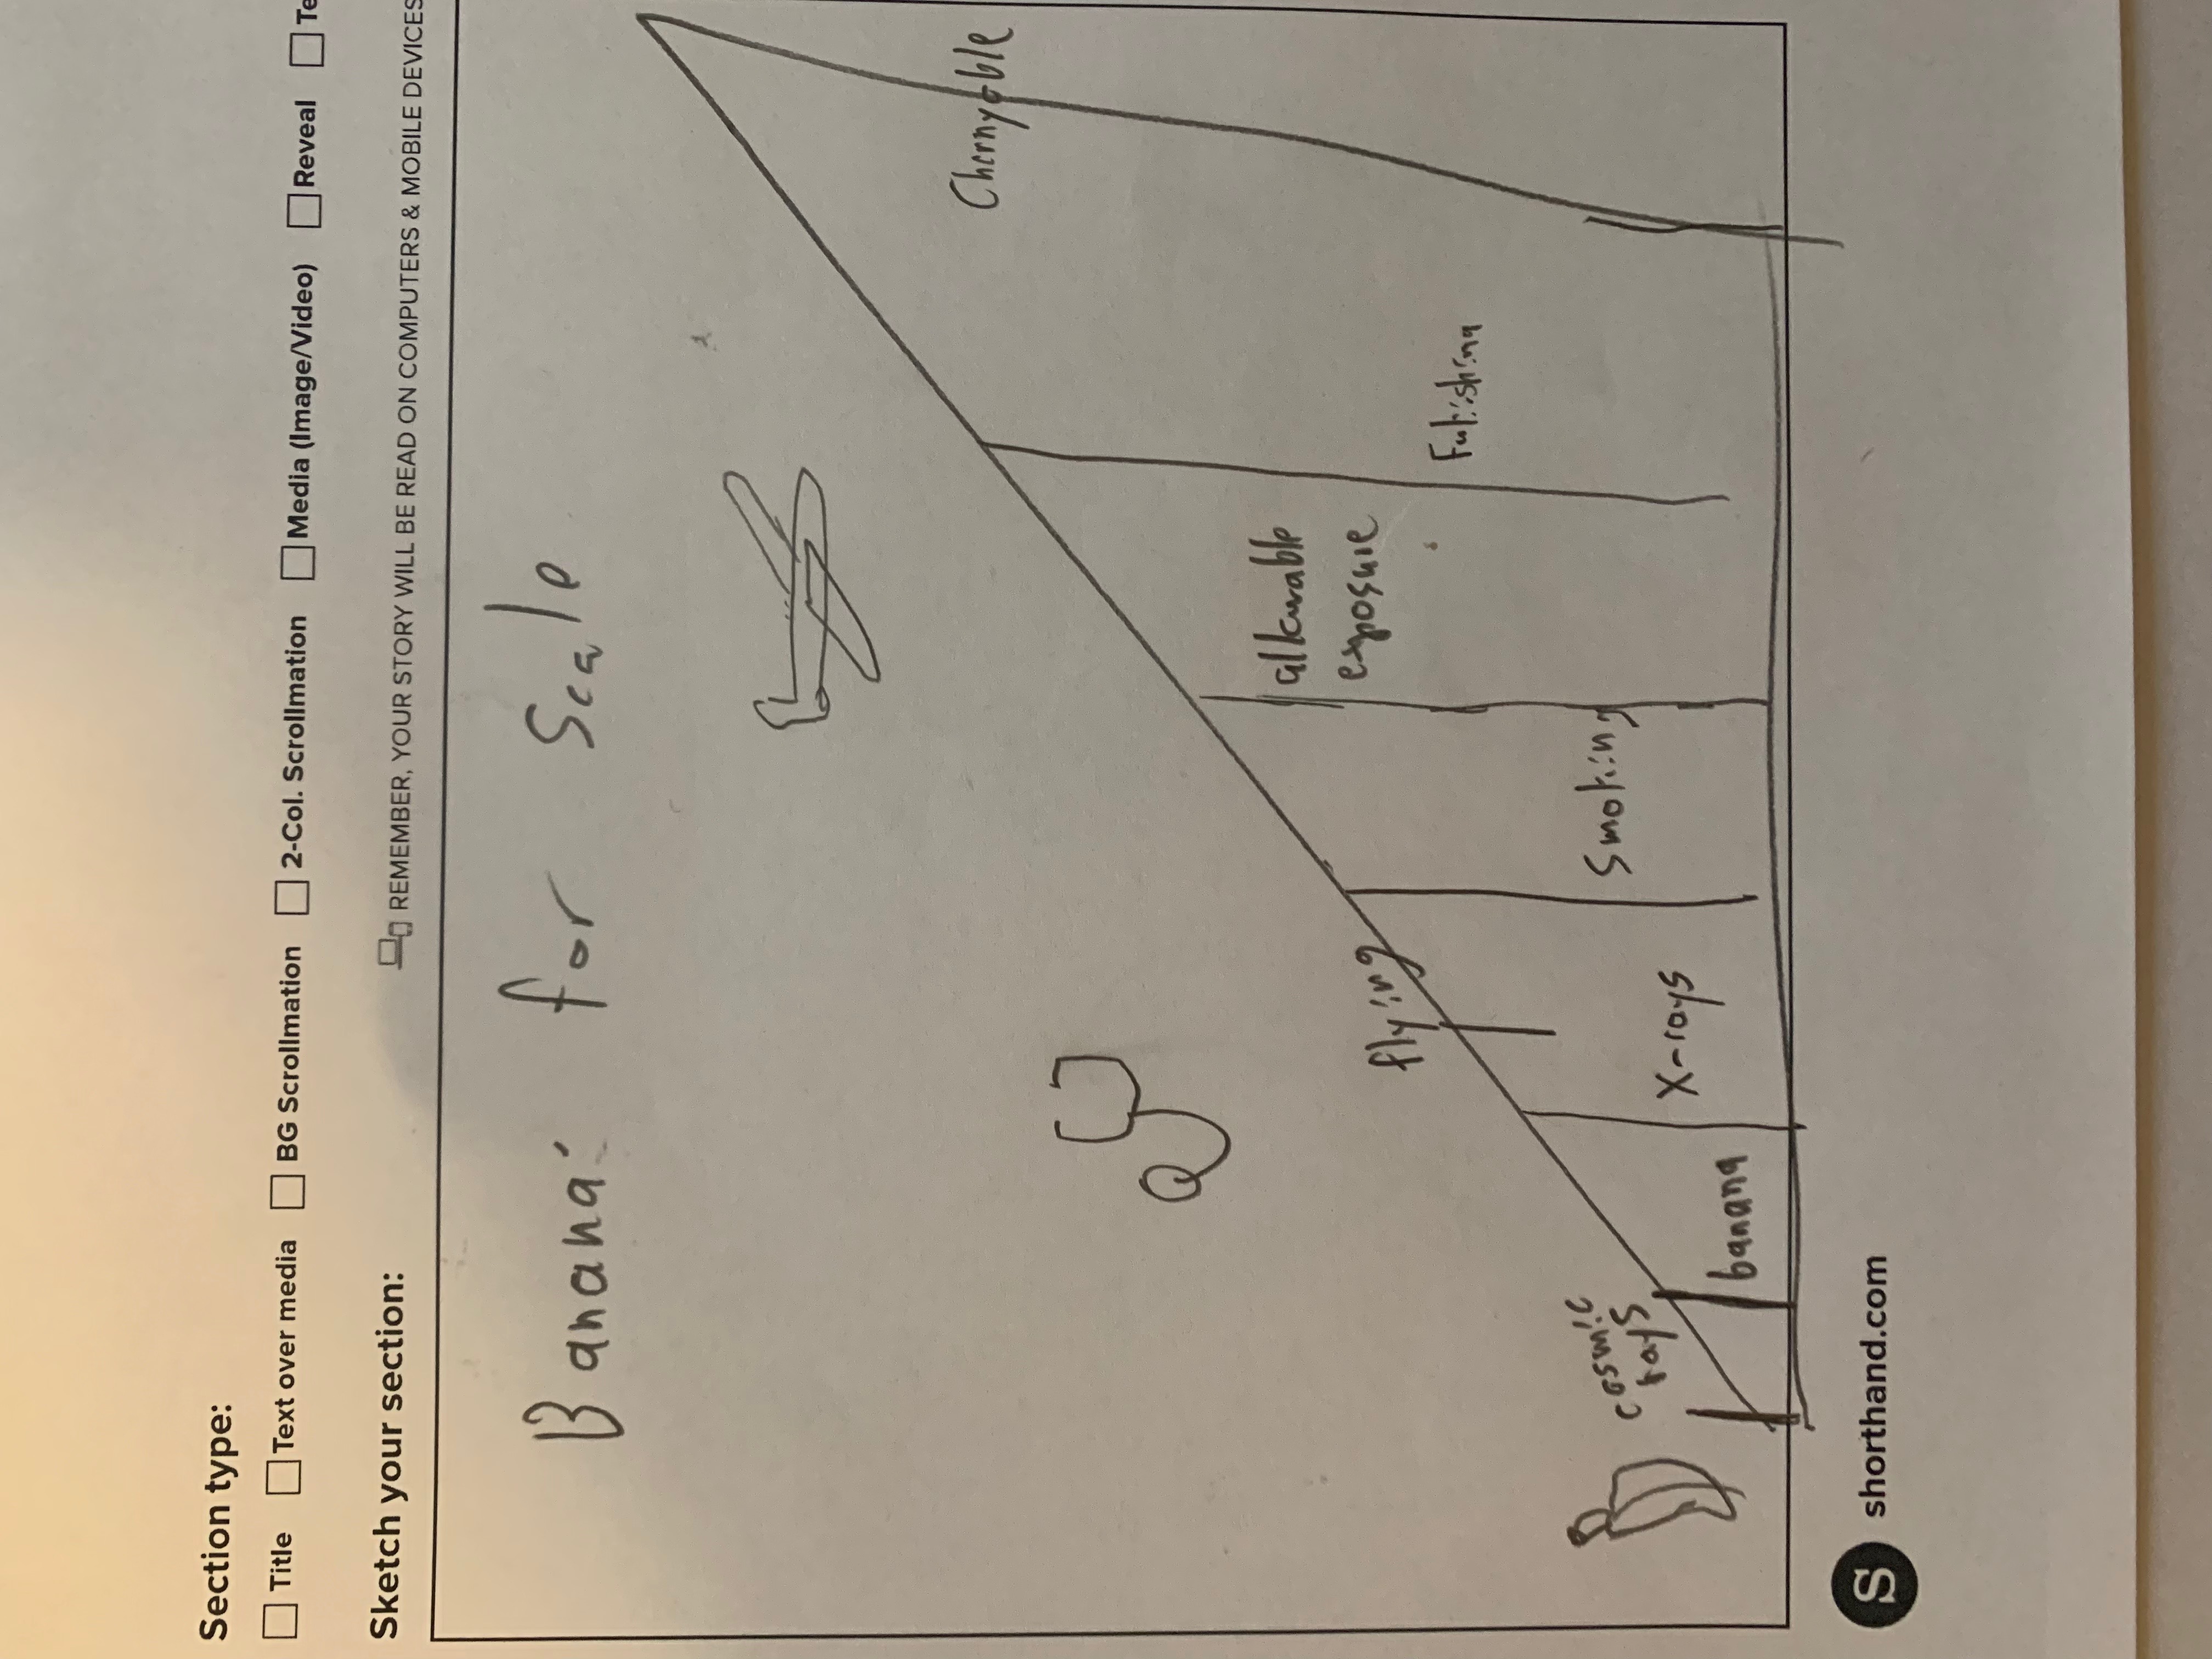 Section type:
Title Text over media BG Scrollmation 2-Col. Scrollmation Media (Image/Video) Reveal Te
Sketch your section:
REMEMBER, YOUR STORY WILL BE READ ON COMPUTERS & MOBILE DEVICES
Banana: for Scale
Chernyoble
allowable
exposure
flying
Fukishima
cosmic
rays
Smoking
X-rays
banana
S shorthand.com